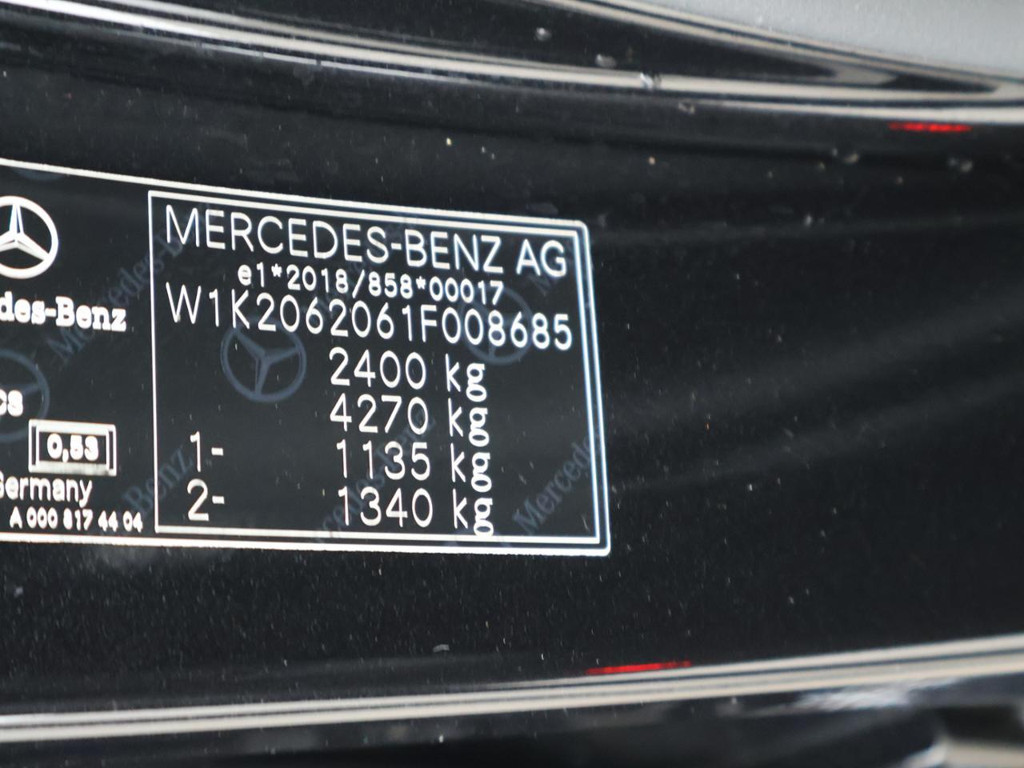 des-Benz
cs
0,53
Germany
A 000 817 44 04
MERCEDES-BENZ AG
e1*2018/858*00017
W1K2062061F008685
2400 kg
4270 kg
1- 1135 kg
2- 1340 kg